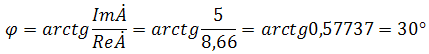 φ = arctg ImȦ / ReȦ = arctg 5 / 8,66 = arctg0,57737 = 30°